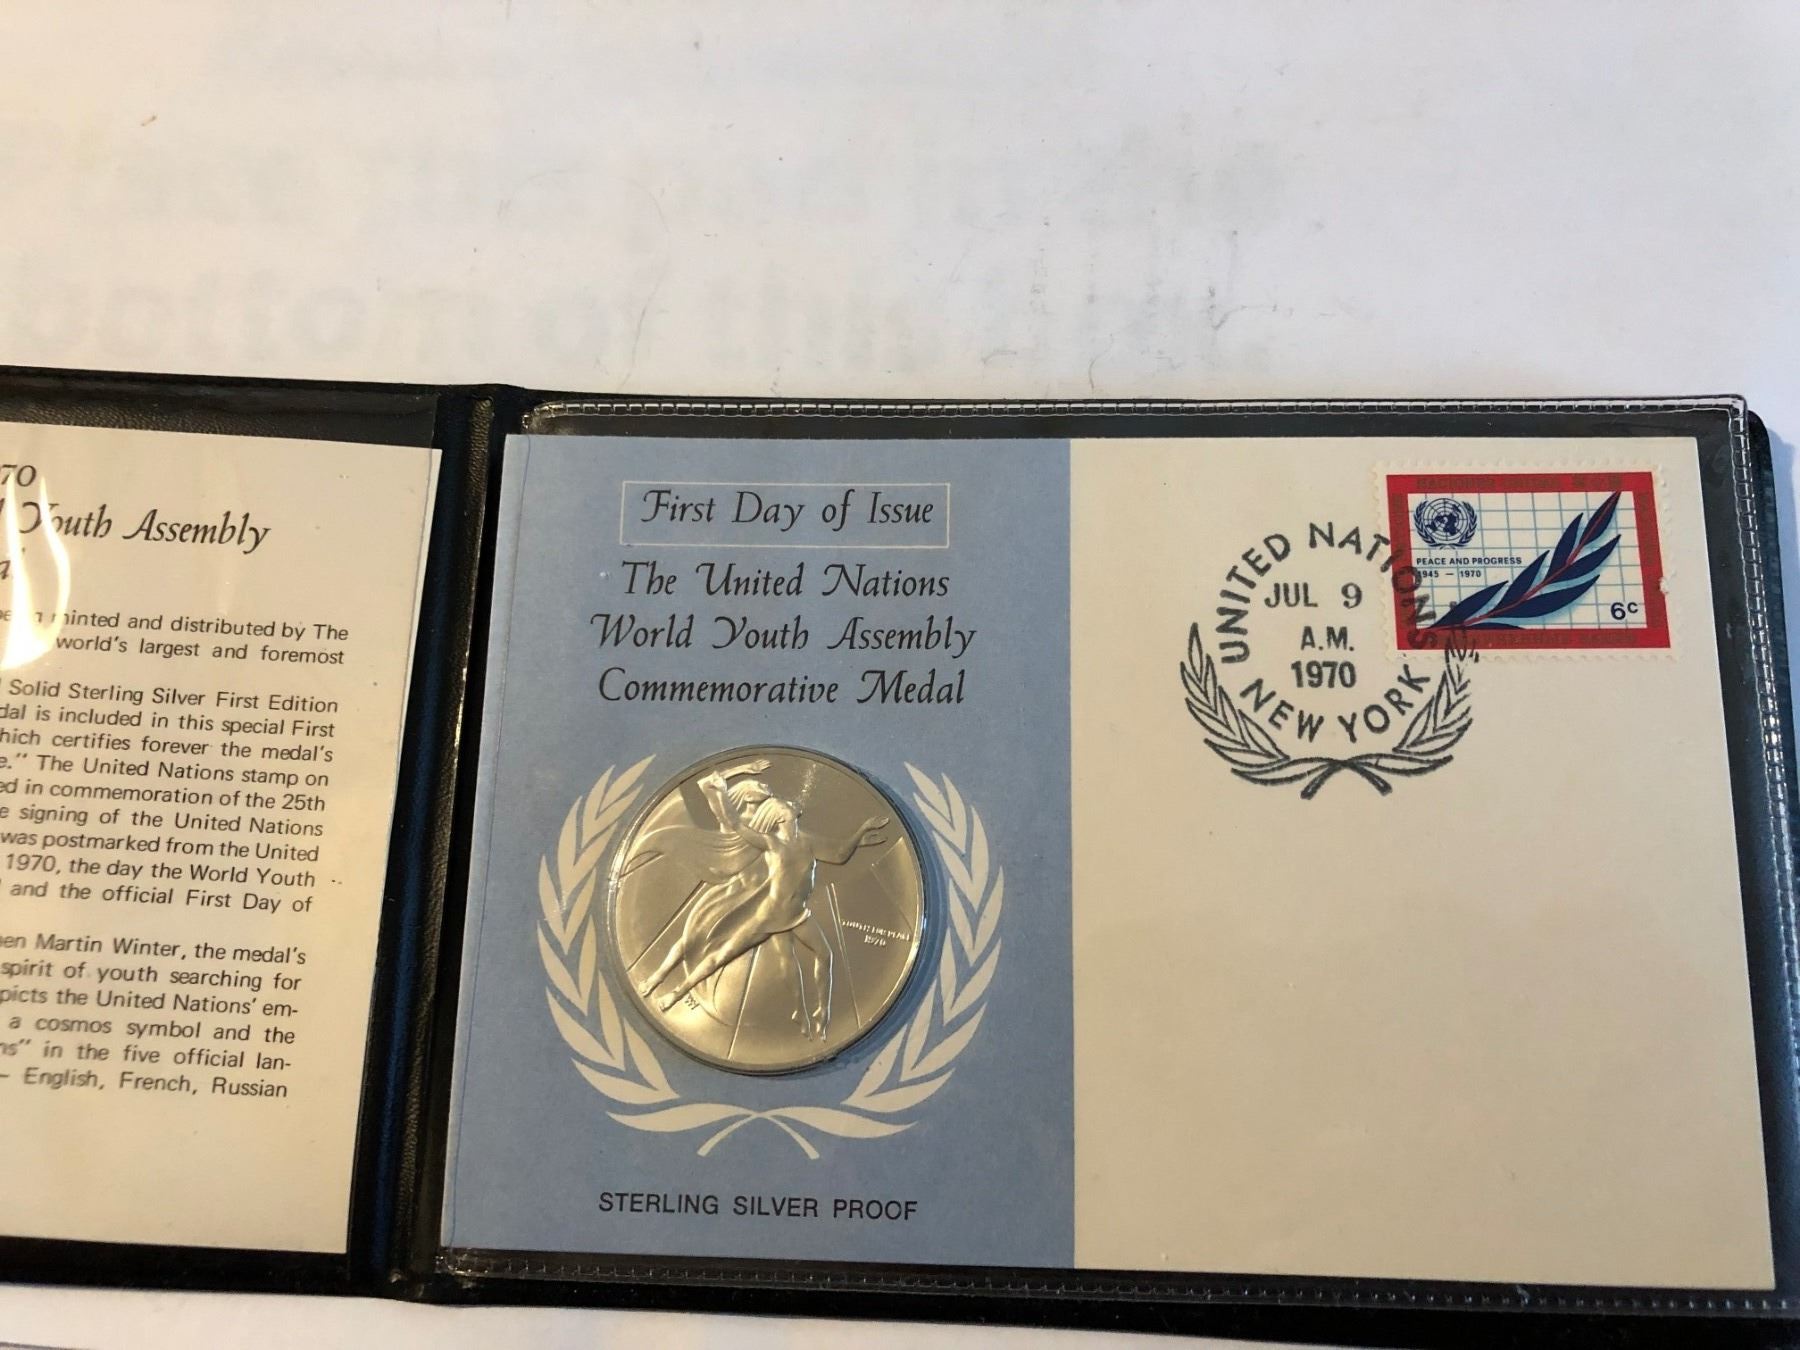 70
Youth Assembly
minted and distributed by The
world's largest and foremost
Solid Sterling Silver First Edition
dal is included in this special First
hich certifies forever the medal's
e." The United Nations stamp on
ed in commemoration of the 25th
e signing of the United Nations
was postmarked from the United
1970, the day the World Youth
and the official First Day of
en Martin Winter, the medal's
spirit of youth searching for
picts the United Nations' em-
a cosmos symbol and the
ns" in the five official lan-
– English, French, Russian
First Day of Issue
The United Nations
World Youth Assembly
Commemorative Medal
YOUTH FOR PEACE
1970
STERLING SILVER PROOF
UNITED NATIONS
JUL 9
A.M.
1970
NEW YORK
NACIONES UNIDAS
PEACE AND PROGRESS
1945 – 1970
6c